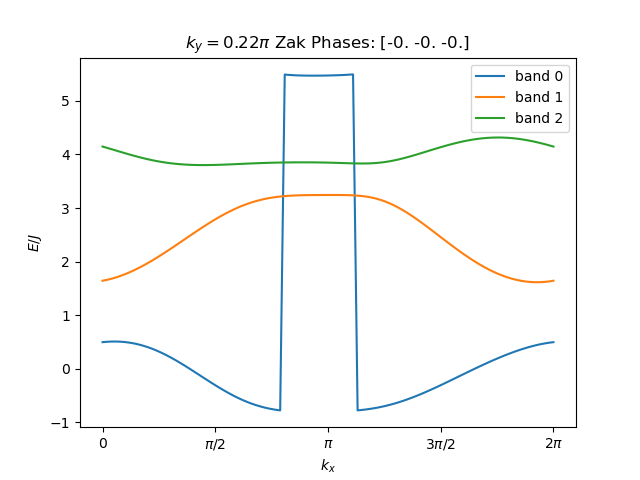 k_y = 0.22π Zak Phases: [-0. -0. -0.]
band 0
band 1
band 2
E/J
5
4
3
2
1
0
−1
0
π/2
π
3π/2
2π
k_x